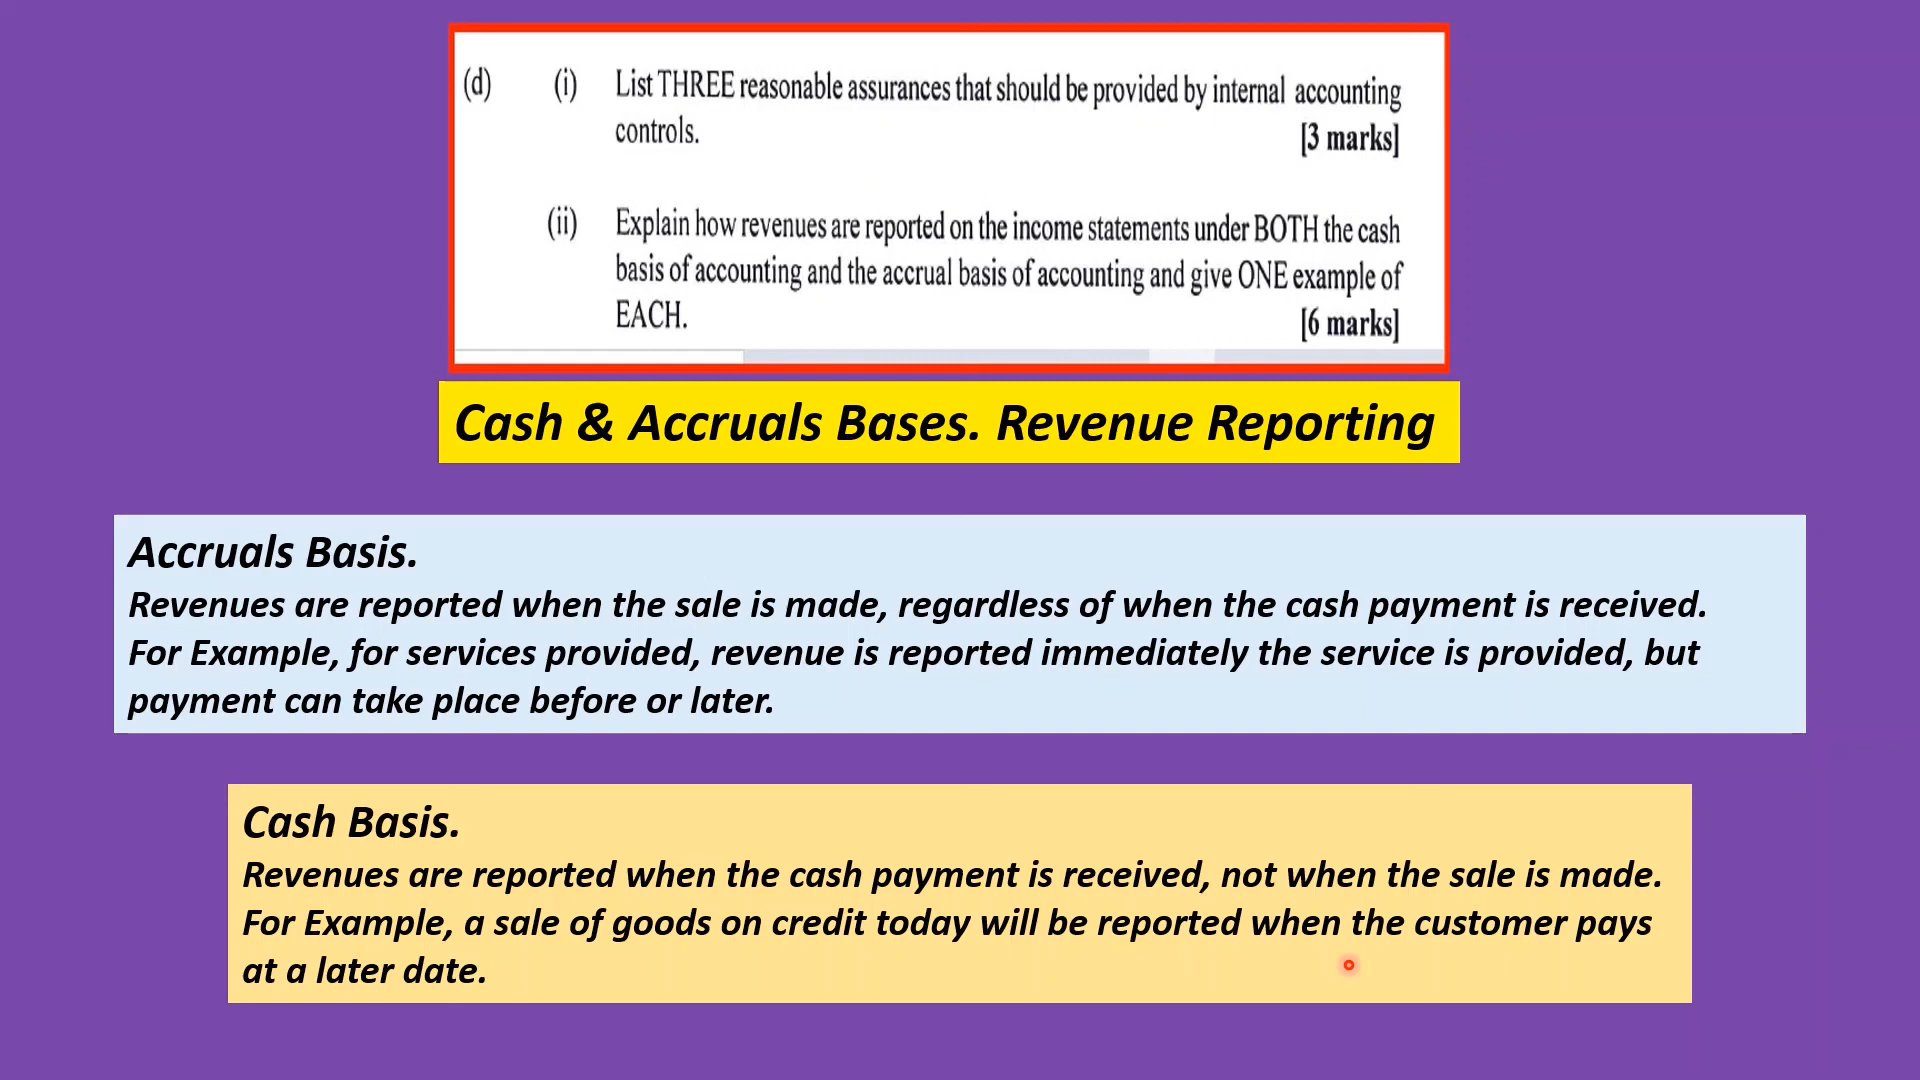 (d) (i) List THREE reasonable assurances that should be provided by internal accounting
controls. [3 marks]
(ii) Explain how revenues are reported on the income statements under BOTH the cash
basis of accounting and the accrual basis of accounting and give ONE example of
EACH. [6 marks]
Cash & Accruals Bases. Revenue Reporting
Accruals Basis.
Revenues are reported when the sale is made, regardless of when the cash payment is received.
For Example, for services provided, revenue is reported immediately the service is provided, but
payment can take place before or later.
Cash Basis.
Revenues are reported when the cash payment is received, not when the sale is made.
For Example, a sale of goods on credit today will be reported when the customer pays
at a later date.